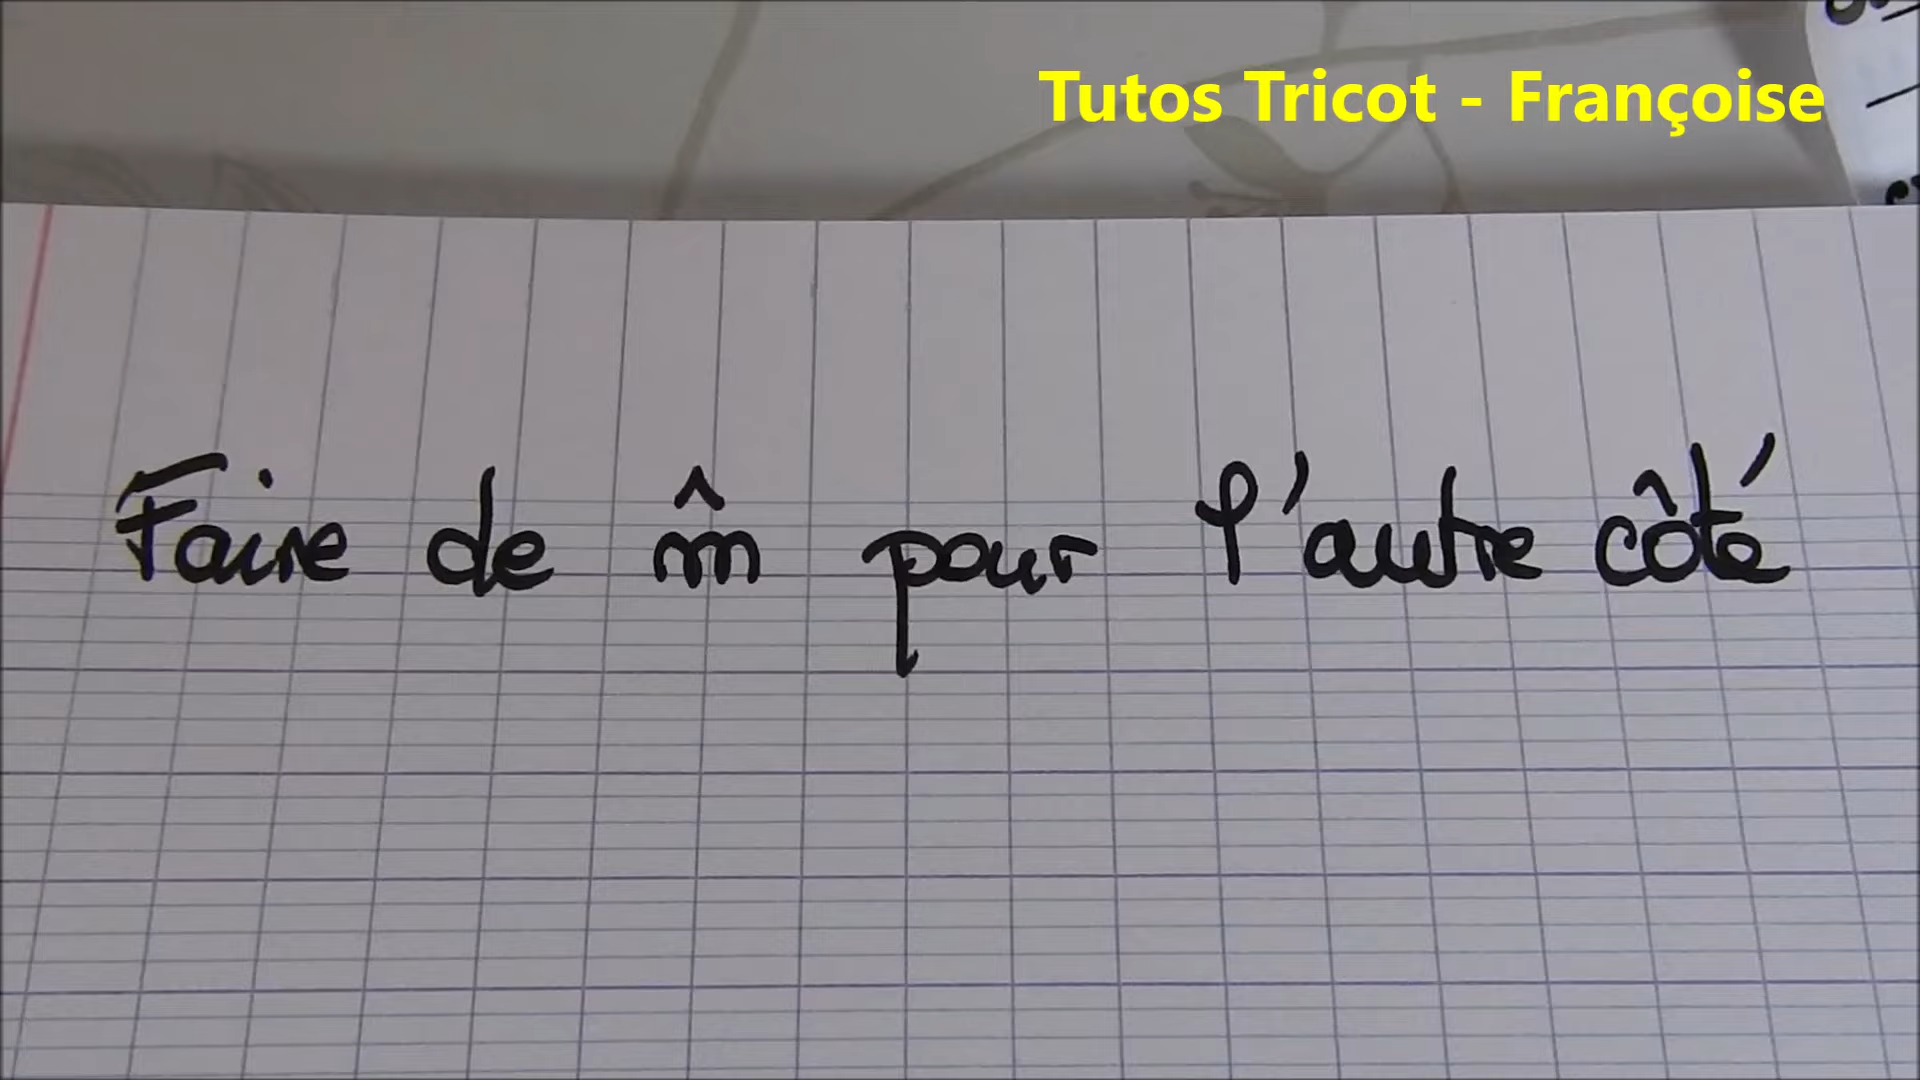 Tutos Tricot - Françoise
Faire de m̂ pour l'autre côté